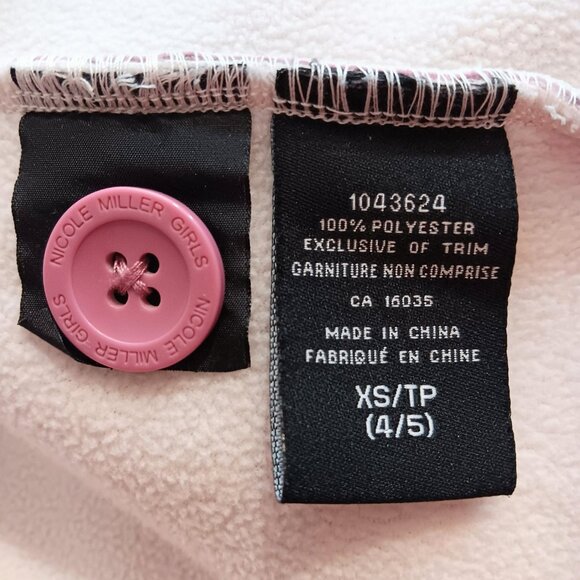 NICOLE MILLER GIRLS
NICOLE MILLER GIRLS
1043624
100% POLYESTER
EXCLUSIVE OF TRIM
GARNITURE NON COMPRISE
CA 16035
MADE IN CHINA
FABRIQUÉ EN CHINE
XS/TP
(4/5)